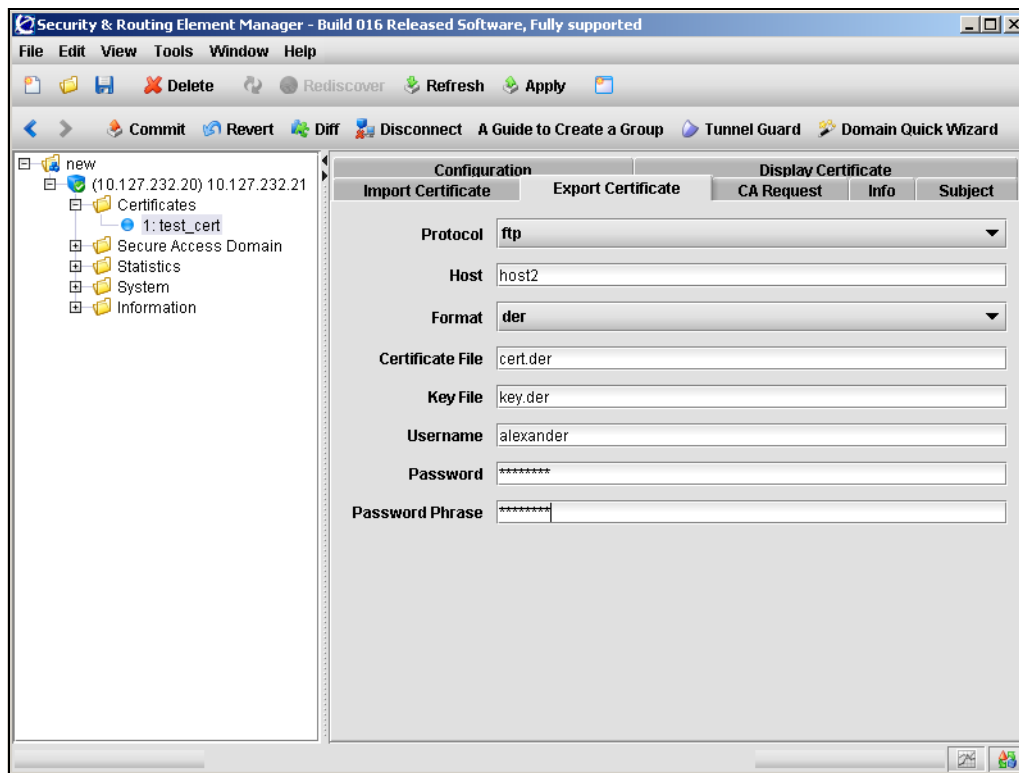 Security & Routing Element Manager - Build 016 Released Software, Fully supported
File Edit View Tools Window Help
Delete Rediscover Refresh Apply
Commit Revert Diff Disconnect A Guide to Create a Group Tunnel Guard Domain Quick Wizard
new
(10.127.232.20) 10.127.232.21
Certificates
1: test_cert
Secure Access Domain
Statistics
System
Information
Configuration Display Certificate
Import Certificate Export Certificate CA Request Info Subject
Protocol ftp
Host host2
Format der
Certificate File cert.der
Key File key.der
Username alexander
Password ********
Password Phrase ********